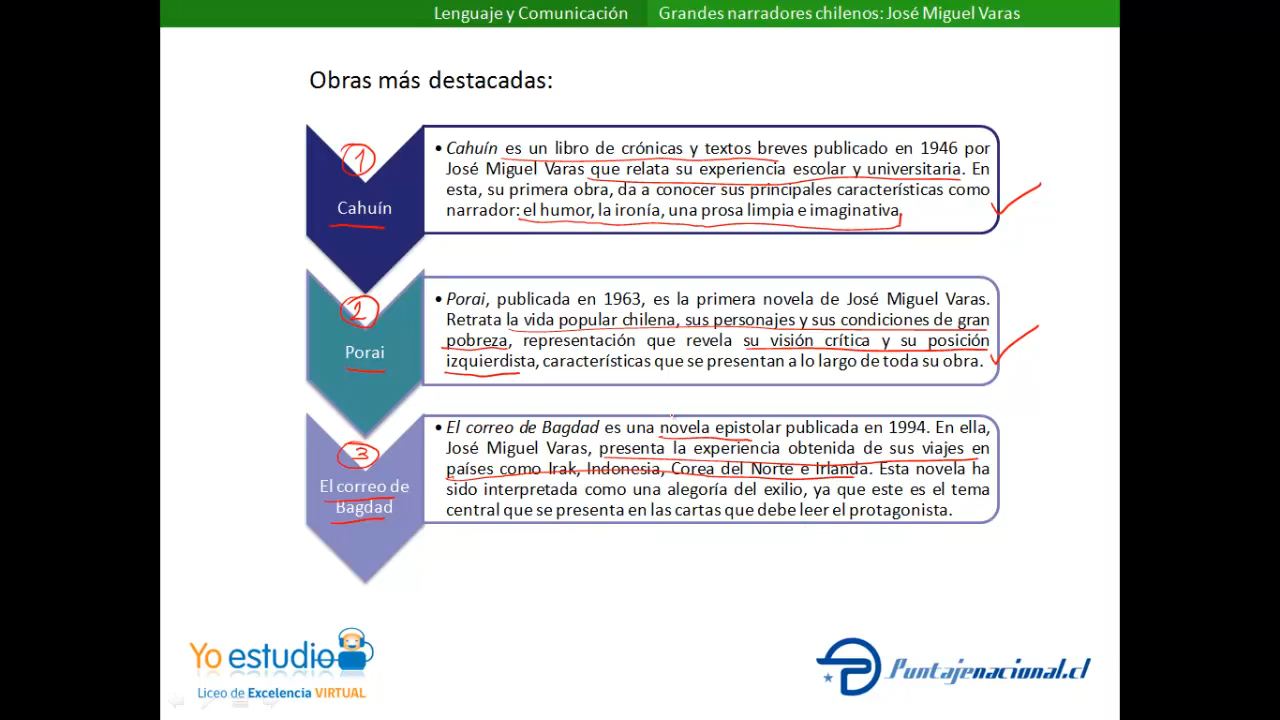 Lenguaje y Comunicación Grandes narradores chilenos: José Miguel Varas
Obras más destacadas:
1
Cahuín
• Cahuín es un libro de crónicas y textos breves publicado en 1946 por
José Miguel Varas que relata su experiencia escolar y universitaria. En
esta, su primera obra, da a conocer sus principales características como
narrador: el humor, la ironía, una prosa limpia e imaginativa.
2
Porai
• Porai, publicada en 1963, es la primera novela de José Miguel Varas.
Retrata la vida popular chilena, sus personajes y sus condiciones de gran
pobreza, representación que revela su visión crítica y su posición
izquierdista, características que se presentan a lo largo de toda su obra.
3
El correo de
Bagdad
• El correo de Bagdad es una novela epistolar publicada en 1994. En ella,
José Miguel Varas, presenta la experiencia obtenida de sus viajes en
países como Irak, Indonesia, Corea del Norte e Irlanda. Esta novela ha
sido interpretada como una alegoría del exilio, ya que este es el tema
central que se presenta en las cartas que debe leer el protagonista.
Yo estudio
Liceo de Excelencia VIRTUAL
Puntajenacional.cl